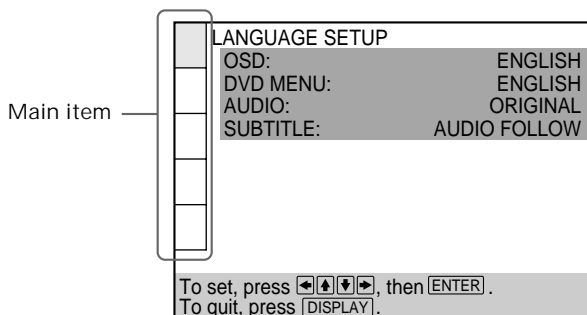 LANGUAGE SETUP
OSD: ENGLISH
DVD MENU: ENGLISH
AUDIO: ORIGINAL
SUBTITLE: AUDIO FOLLOW
Main item
To set, press ←↑↓→, then ENTER.
To quit, press DISPLAY.